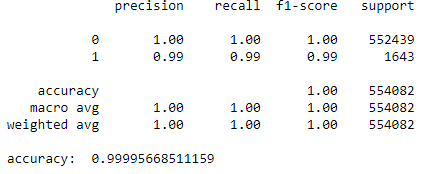 precision recall f1-score support
0 1.00 1.00 1.00 552439
1 0.99 0.99 0.99 1643
accuracy 1.00 554082
macro avg 1.00 1.00 1.00 554082
weighted avg 1.00 1.00 1.00 554082
accuracy: 0.99995668511159